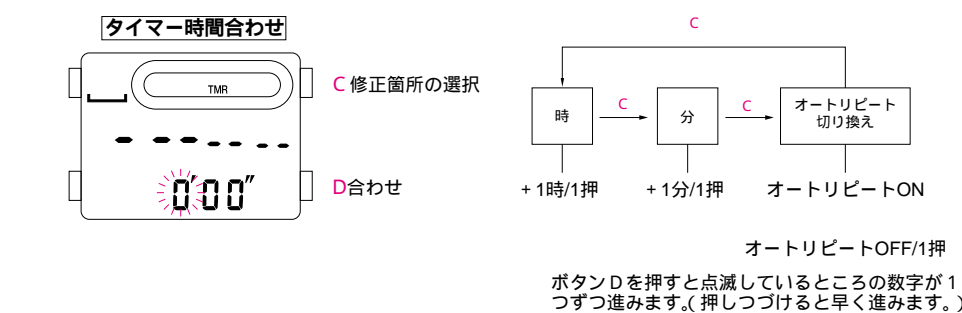 タイマー時間合わせ
TMR
C 修正箇所の選択
0'00"
D合わせ
C
時
C
分
C
オートリピート
切り換え
+1時/1押
+1分/1押
オートリピートON
オートリピートOFF/1押
ボタンDを押すと点滅しているところの数字が1
つずつ進みます。(押しつづけると早く進みます。)